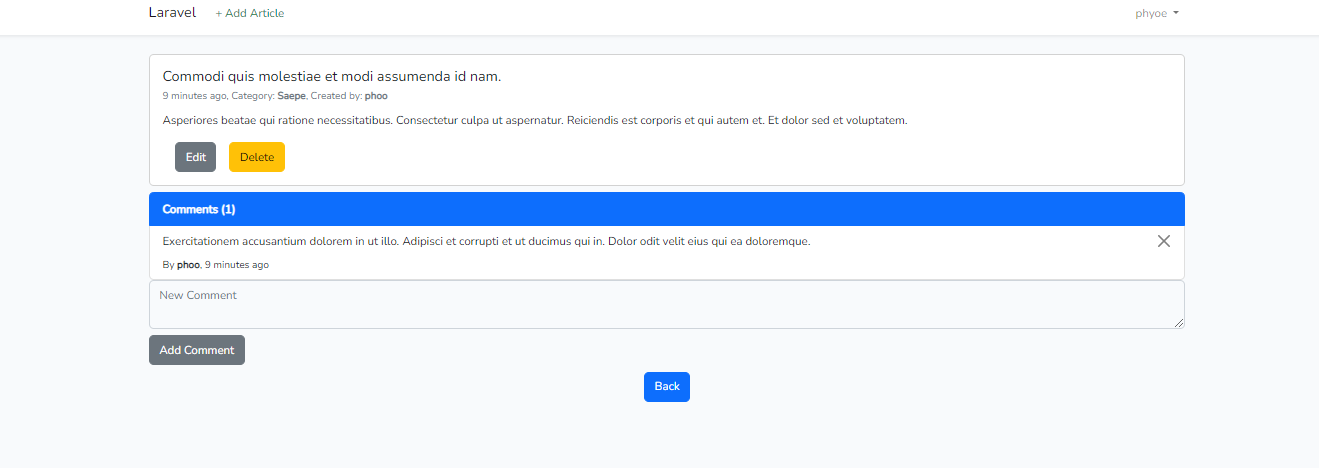 Laravel + Add Article phyoe
Commodi quis molestiae et modi assumenda id nam.
9 minutes ago, Category: Saepe, Created by: phoo
Asperiores beatae qui ratione necessitatibus. Consectetur culpa ut aspernatur. Reiciendis est corporis et qui autem et. Et dolor sed et voluptatem.
Edit Delete
Comments (1)
Exercitationem accusantium dolorem in ut illo. Adipisci et corrupti et ut ducimus qui in. Dolor odit velit eius qui ea doloremque.
By phoo, 9 minutes ago
New Comment
Add Comment
Back